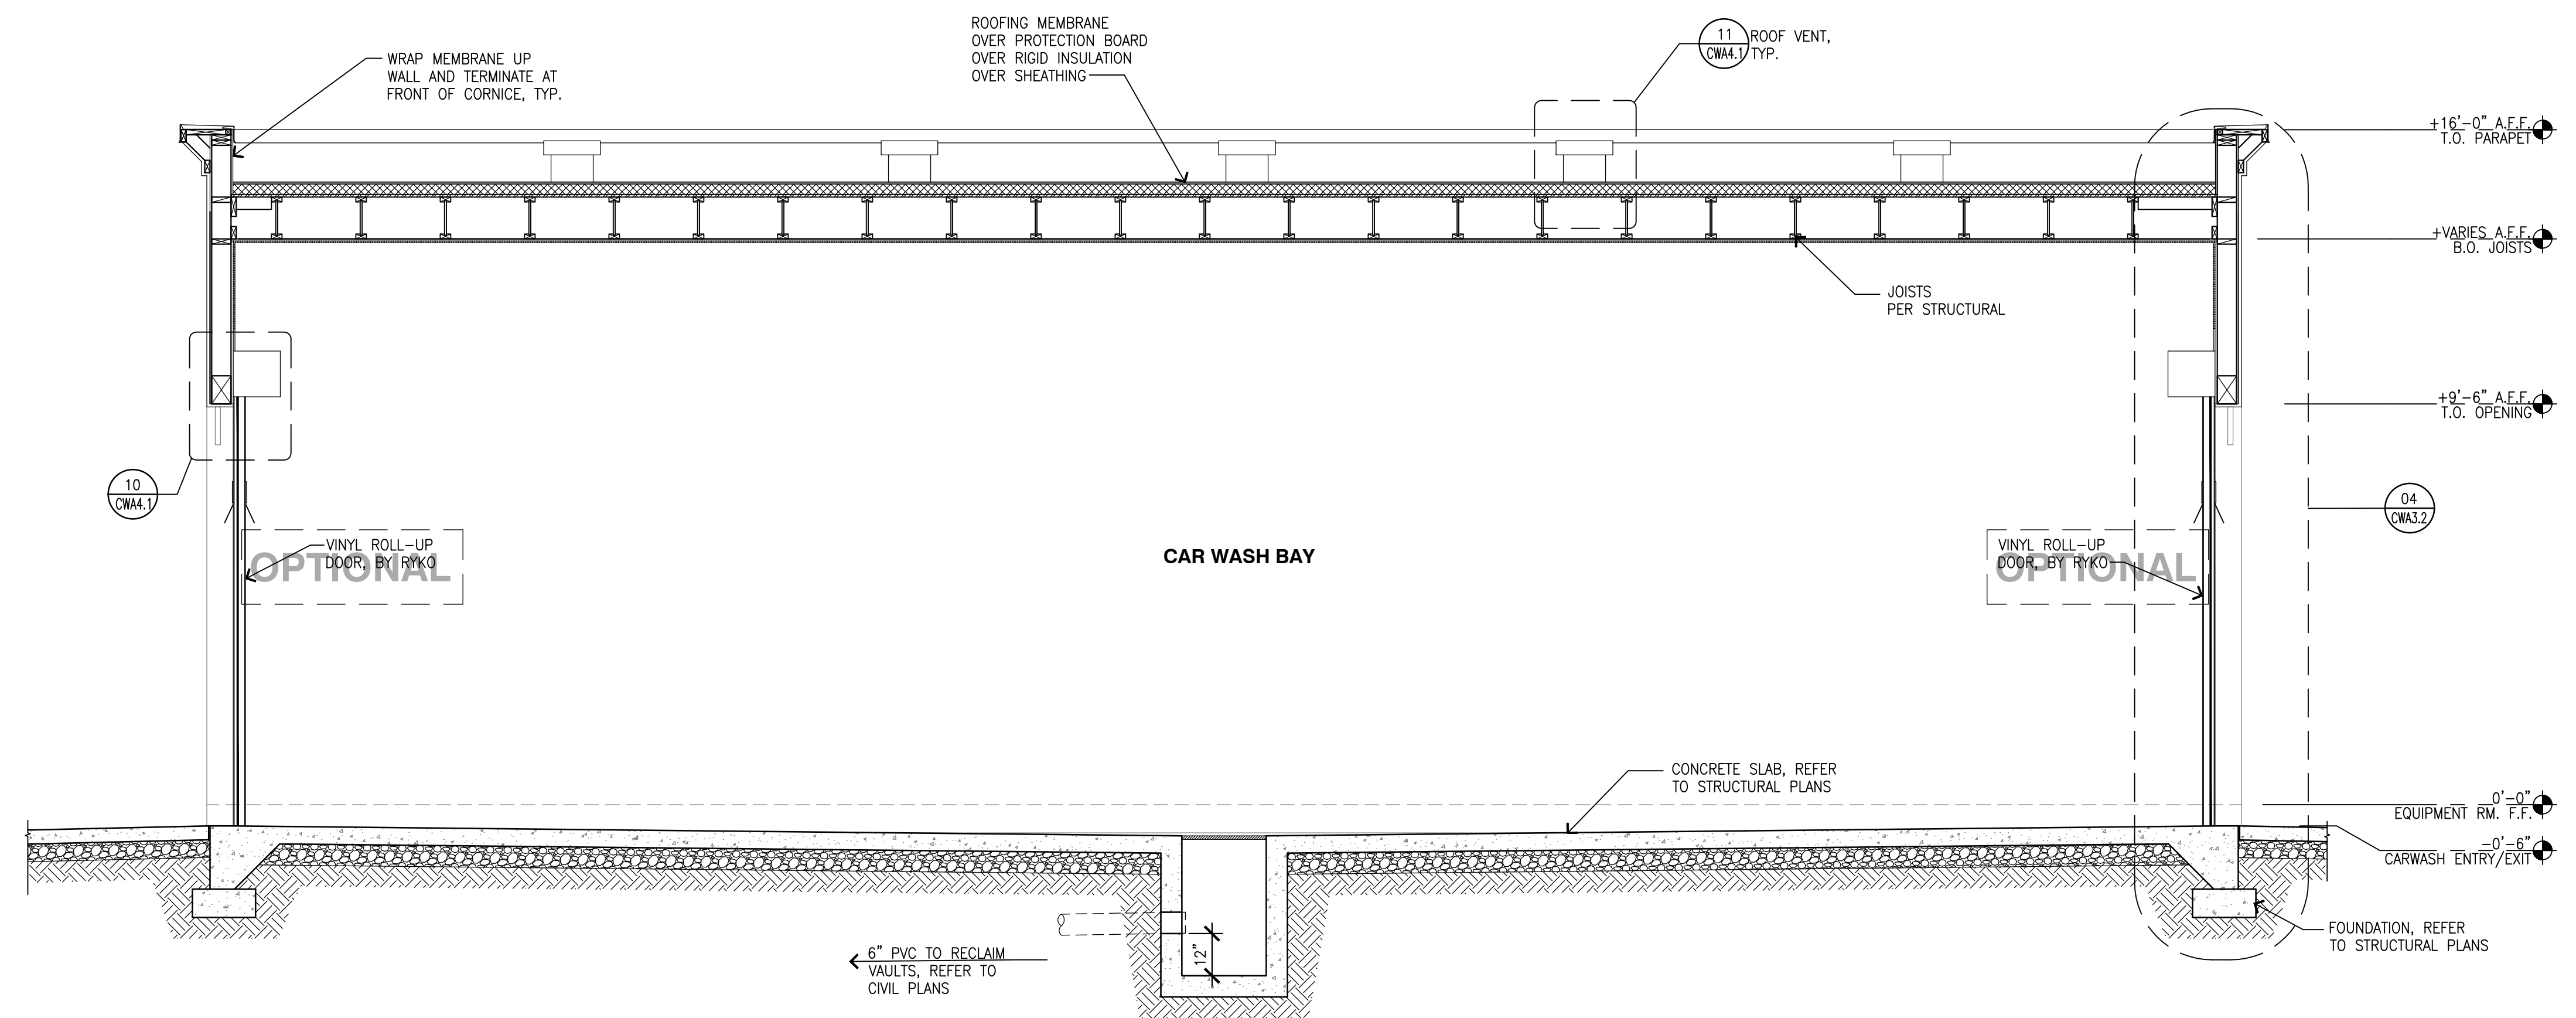 ROOFING MEMBRANE
OVER PROTECTION BOARD
OVER RIGID INSULATION
OVER SHEATHING
WRAP MEMBRANE UP
WALL AND TERMINATE AT
FRONT OF CORNICE, TYP.
11
CWA4.1
ROOF VENT,
TYP.
+16'-0" A.F.F.
T.O. PARAPET
+VARIES A.F.F.
B.O. JOISTS
JOISTS
PER STRUCTURAL
+9'-6" A.F.F.
T.O. OPENING
10
CWA4.1
04
CWA3.2
VINYL ROLL-UP
DOOR, BY RYKO
OPTIONAL
CAR WASH BAY
VINYL ROLL-UP
DOOR, BY RYKO
OPTIONAL
CONCRETE SLAB, REFER
TO STRUCTURAL PLANS
0'-0"
EQUIPMENT RM. F.F.
-0'-6"
CARWASH ENTRY/EXIT
FOUNDATION, REFER
TO STRUCTURAL PLANS
12"
6" PVC TO RECLAIM
VAULTS, REFER TO
CIVIL PLANS